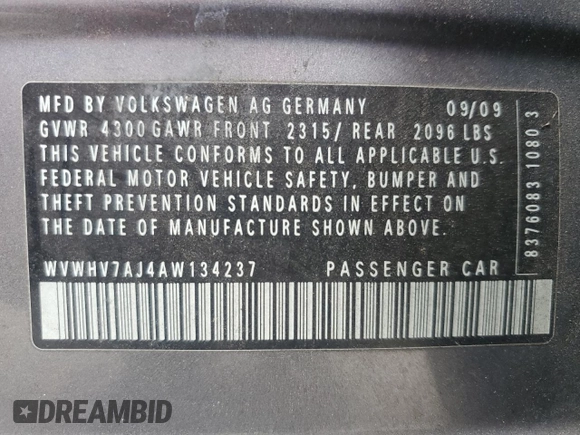 MFD BY VOLKSWAGEN AG GERMANY 09/09
GVWR 4300 GAWR FRONT 2315/ REAR 2096 LBS
THIS VEHICLE CONFORMS TO ALL APPLICABLE U.S.
FEDERAL MOTOR VEHICLE SAFETY, BUMPER AND
THEFT PREVENTION STANDARDS IN EFFECT ON
THE DATE OF MANUFACTURE SHOWN ABOVE.
WVWHV7AJ4AW134237 PASSENGER CAR
8376083 1080 3
DREAMBID